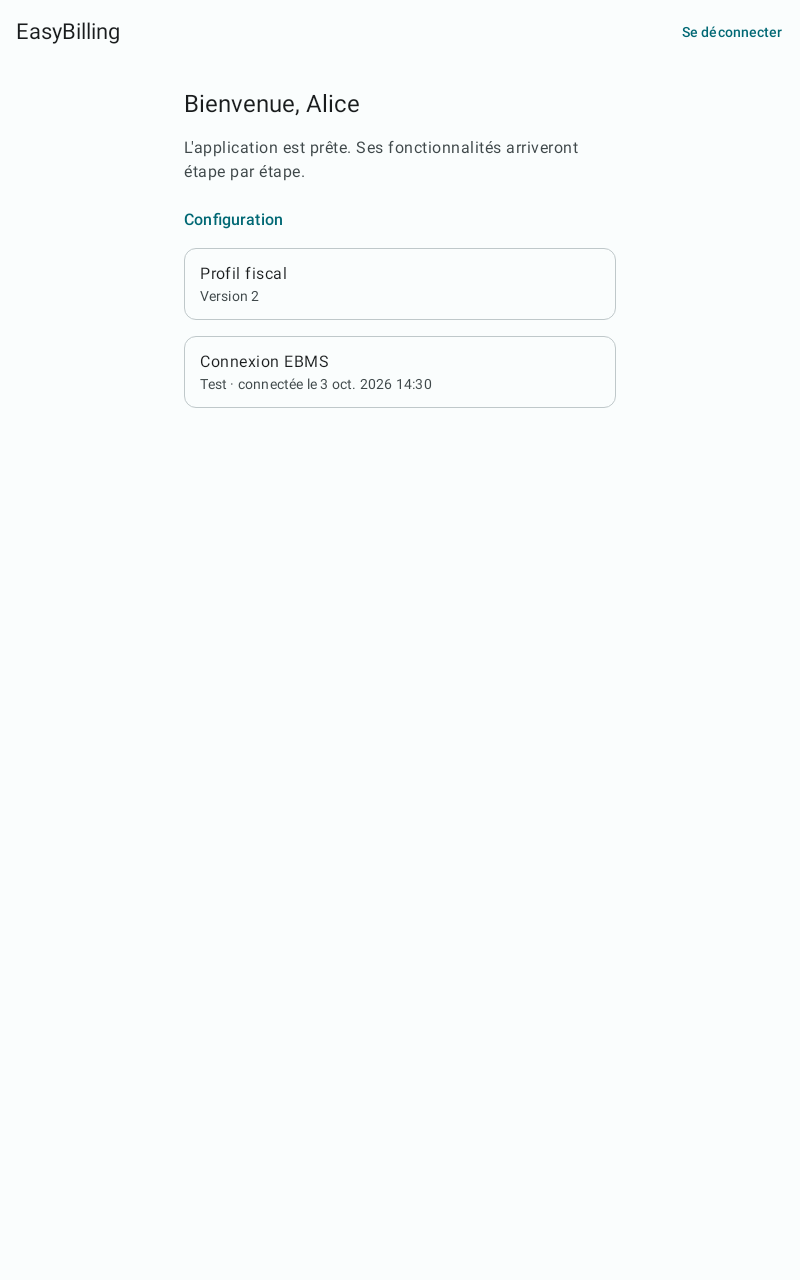 EasyBilling
Se déconnecter
Bienvenue, Alice
L'application est prête. Ses fonctionnalités arriveront
étape par étape.
Configuration
Profil fiscal
Version 2
Connexion EBMS
Test · connectée le 3 oct. 2026 14:30